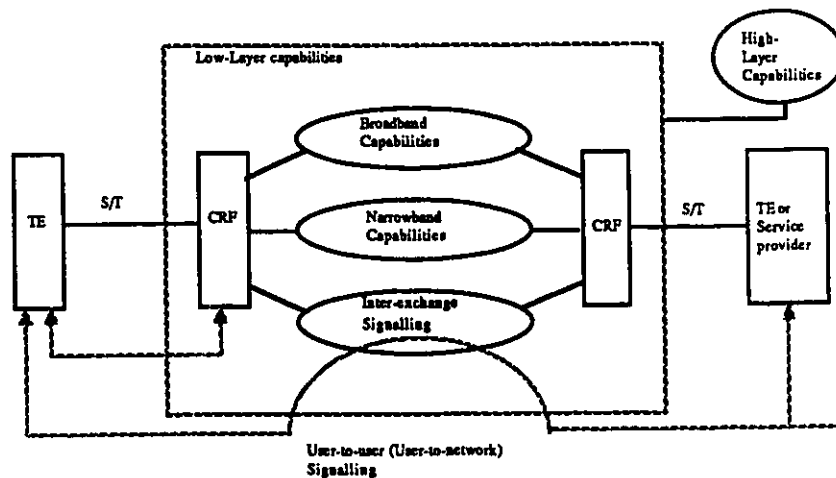 High-
Layer
Capabilities
Low-Layer capabilities
Broadband
Capabilities
S/T
S/T
TE
CRF
CRF
TE or
Service
provider
Narrowband
Capabilities
Inter-exchange
Signalling
User-to-user (User-to-network)
Signalling